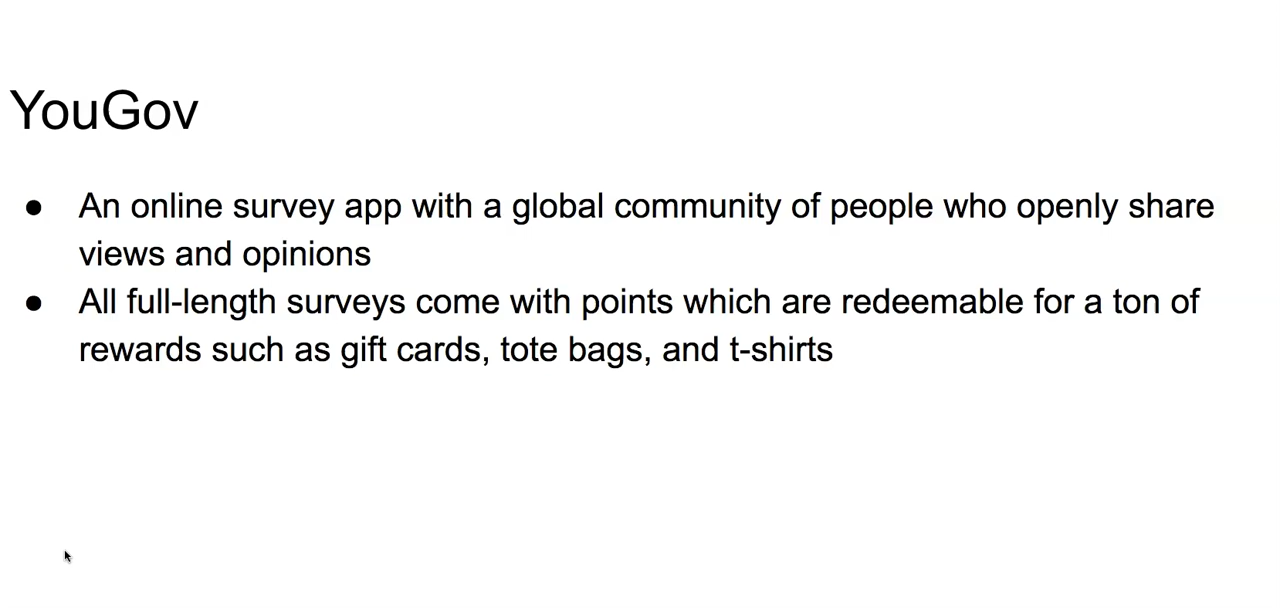 YouGov
● An online survey app with a global community of people who openly share
views and opinions
● All full-length surveys come with points which are redeemable for a ton of
rewards such as gift cards, tote bags, and t-shirts